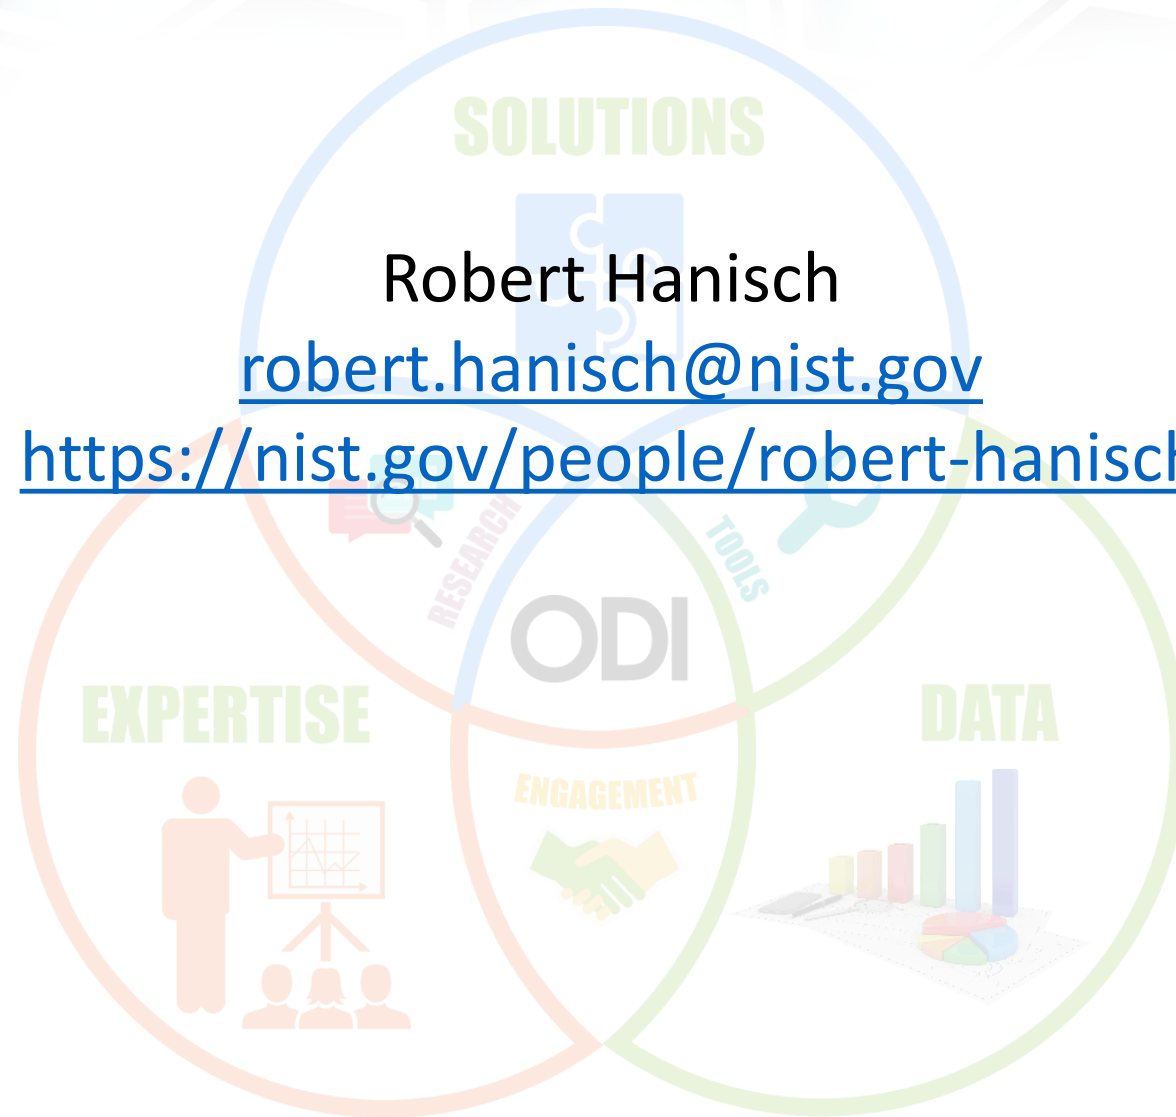 SOLUTIONS
Robert Hanisch
robert.hanisch@nist.gov
https://nist.gov/people/robert-hanisch
RESEARCH
TOOLS
ODI
EXPERTISE
DATA
ENGAGEMENT